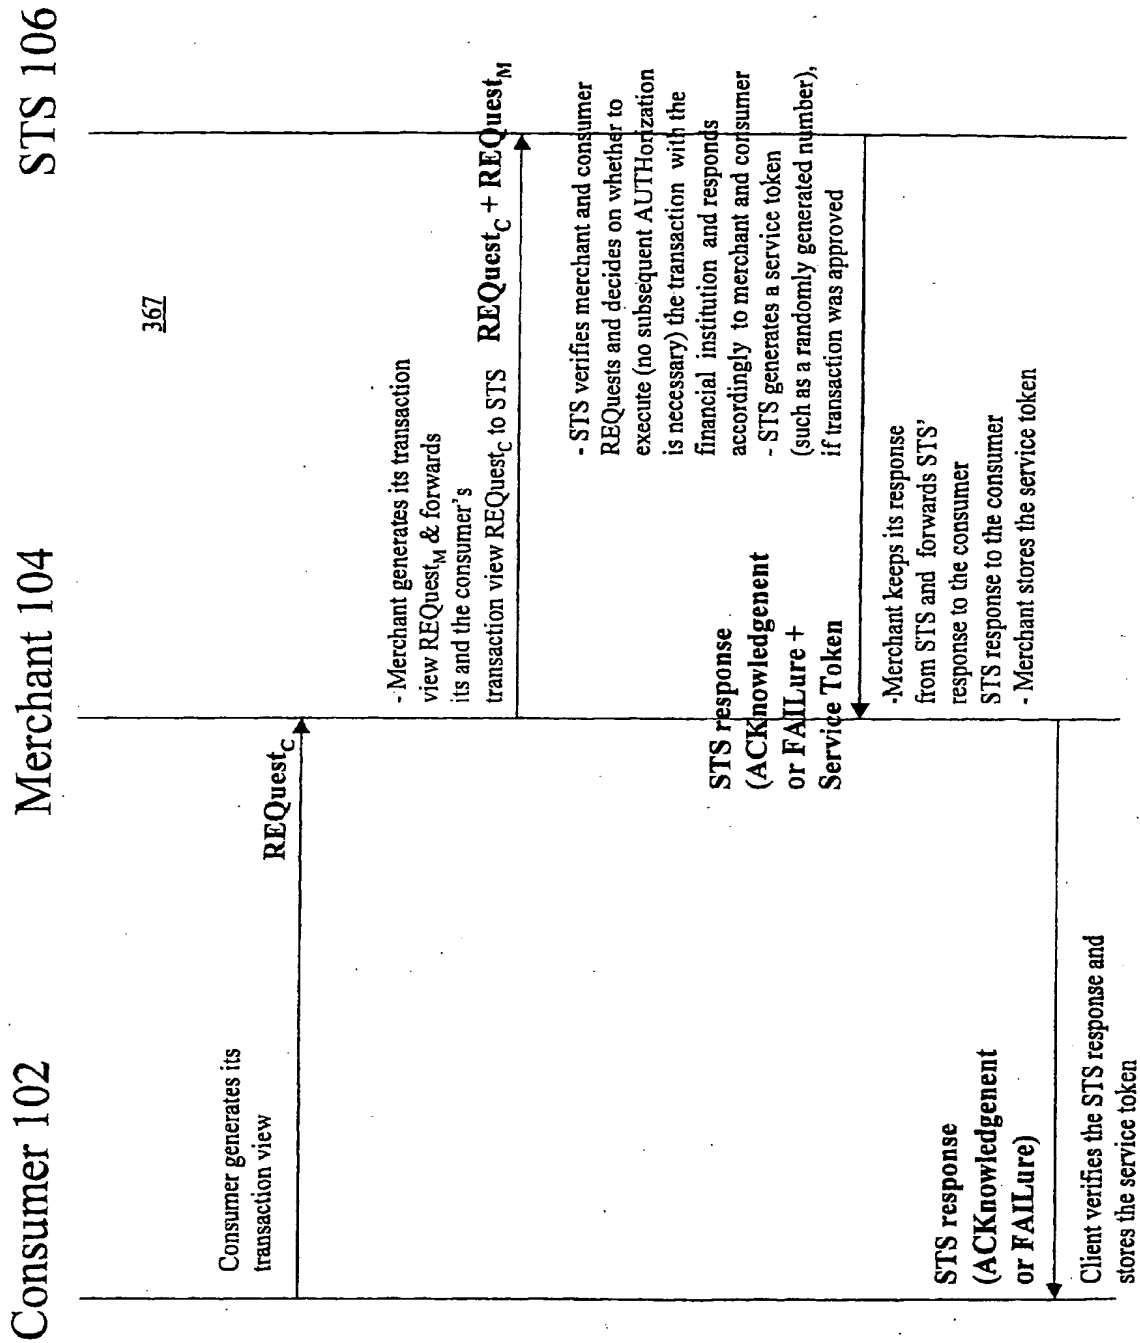 Consumer 102
Merchant 104
STS 106
367
Consumer generates its
transaction view
REQuestC
- Merchant generates its transaction
view REQuestM & forwards
its and the consumer's
transaction view REQuestC to STS
REQuestC + REQuestM
- STS verifies merchant and consumer
REQuests and decides on whether to
execute (no subsequent AUTHorization
is necessary) the transaction with the
financial institution and responds
accordingly to merchant and consumer
- STS generates a service token
(such as a randomly generated number),
if transaction was approved
STS response
(ACKnowledgenent
or FAILure +
Service Token
-Merchant keeps its response
from STS and forwards STS'
response to the consumer
STS response to the consumer
- Merchant stores the service token
STS response
(ACKnowledgenent
or FAILure)
Client verifies the STS response and
stores the service token